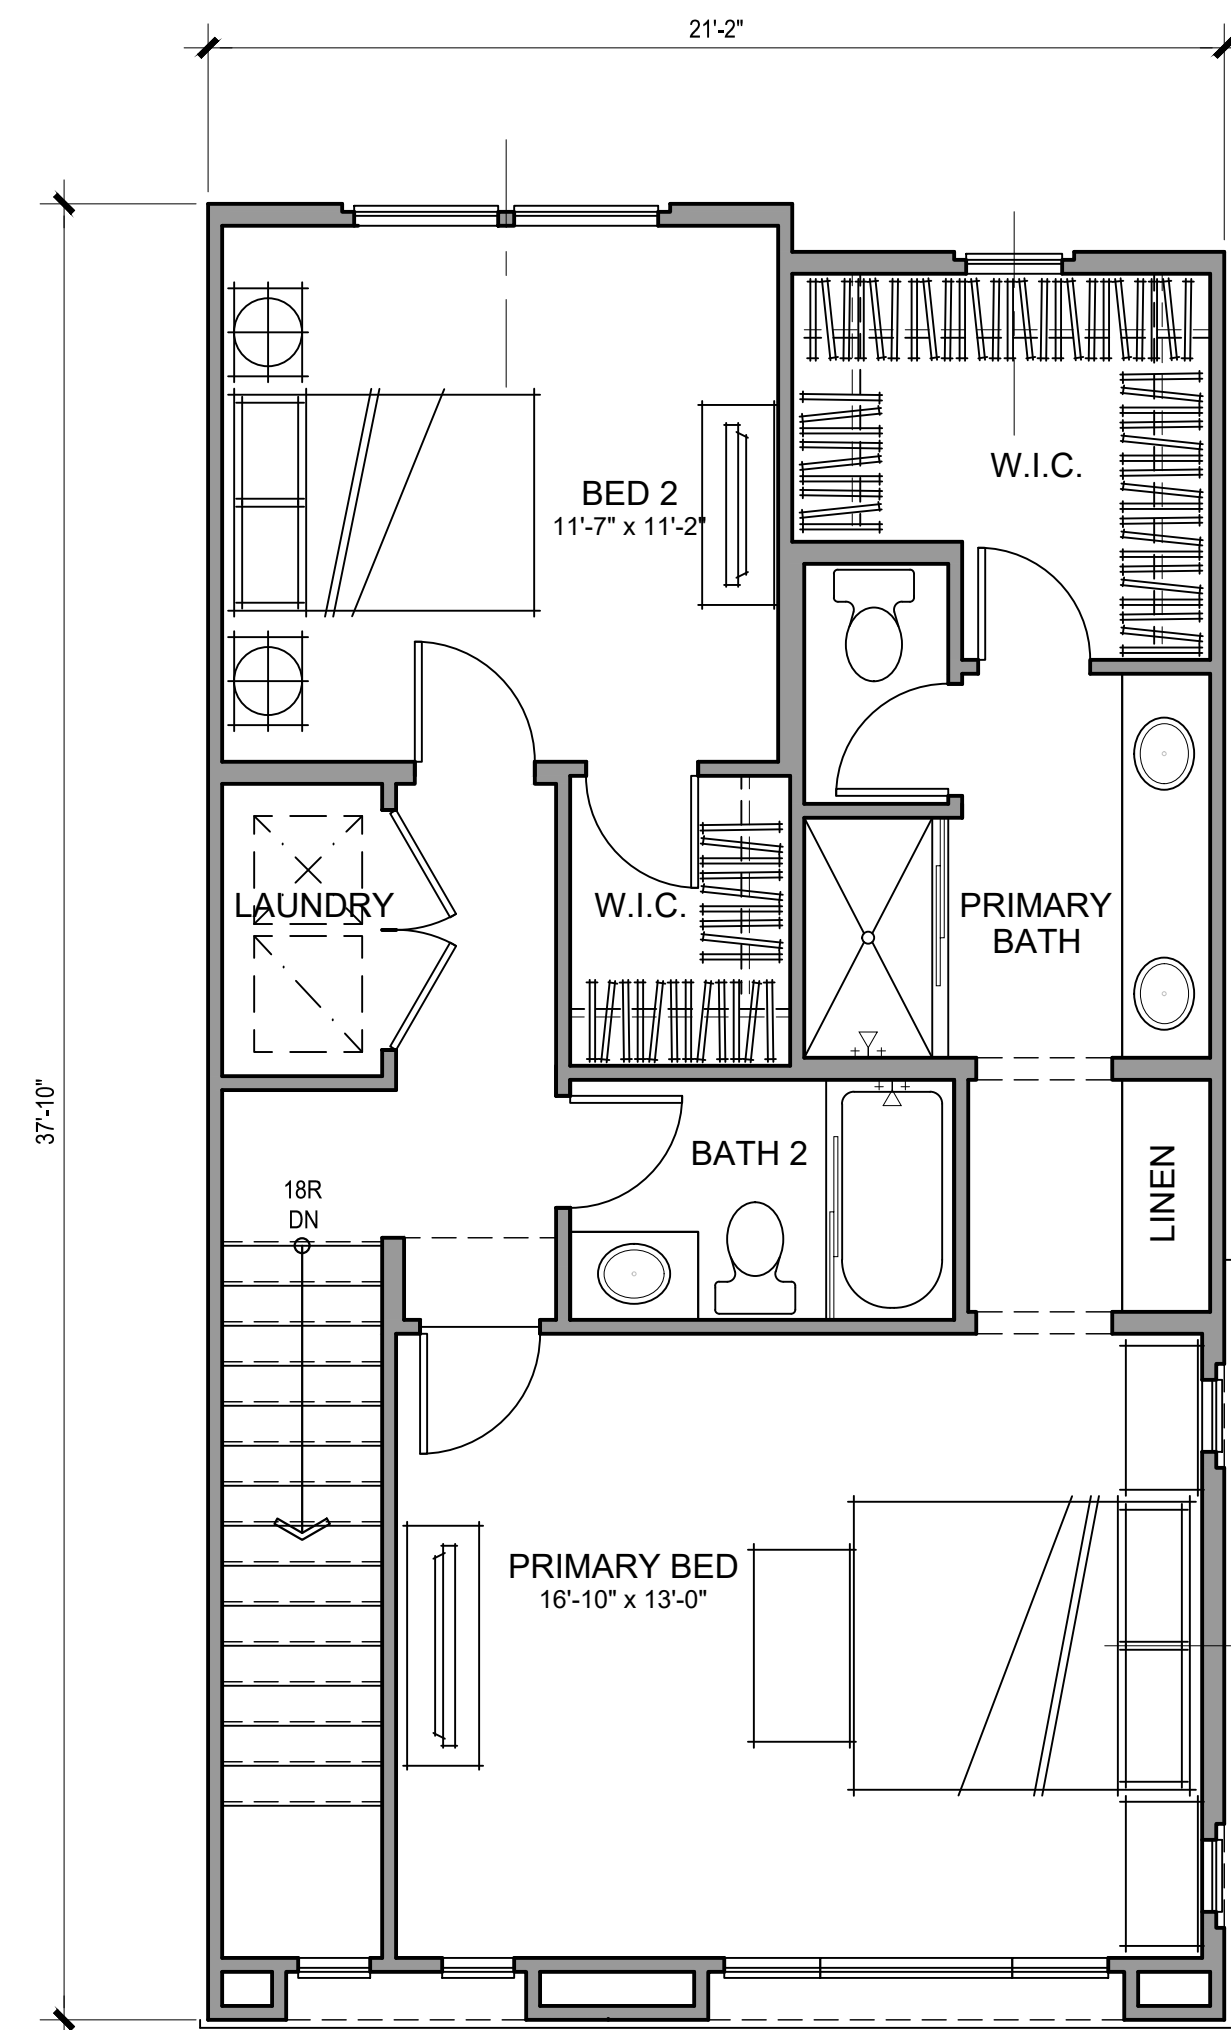 21'-2"
37'-10"
BED 2
11'-7" x 11'-2"
W.I.C.
LAUNDRY
W.I.C.
PRIMARY
BATH
BATH 2
LINEN
18R
DN
PRIMARY BED
16'-10" x 13'-0"